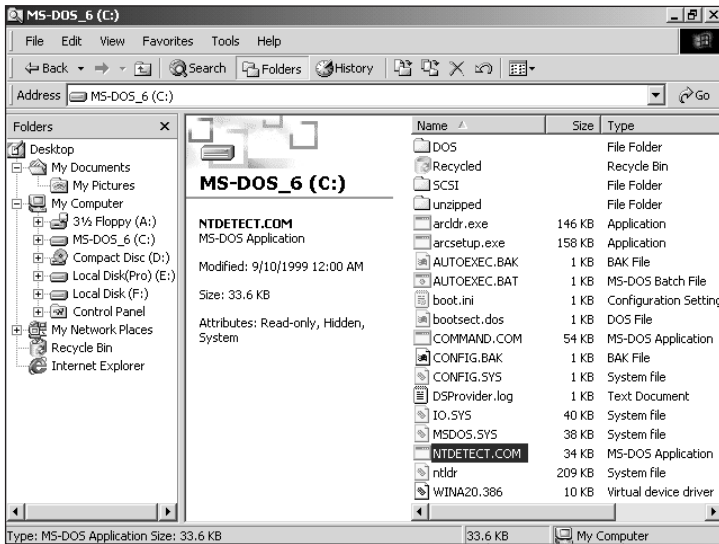 MS-DOS_6 (C:)
File Edit View Favorites Tools Help
Back Search Folders History
Address MS-DOS_6 (C:) Go
Folders x
Desktop
My Documents
My Pictures
My Computer
3½ Floppy (A:)
MS-DOS_6 (C:)
Compact Disc (D:)
Local Disk(Pro) (E:)
Local Disk (F:)
Control Panel
My Network Places
Recycle Bin
Internet Explorer
MS-DOS_6 (C:)
NTDETECT.COM
MS-DOS Application
Modified: 9/10/1999 12:00 AM
Size: 33.6 KB
Attributes: Read-only, Hidden,
System
Name Size Type
DOS File Folder
Recycled Recycle Bin
SCSI File Folder
unzipped File Folder
arcldr.exe 146 KB Application
arcsetup.exe 158 KB Application
AUTOEXEC.BAK 1 KB BAK File
AUTOEXEC.BAT 1 KB MS-DOS Batch File
boot.ini 1 KB Configuration Setting
bootsect.dos 1 KB DOS File
COMMAND.COM 54 KB MS-DOS Application
CONFIG.BAK 1 KB BAK File
CONFIG.SYS 1 KB System file
DSProvider.log 1 KB Text Document
IO.SYS 40 KB System file
MSDOS.SYS 38 KB System file
NTDETECT.COM 34 KB MS-DOS Application
ntldr 209 KB System file
WINA20.386 10 KB Virtual device driver
Type: MS-DOS Application Size: 33.6 KB 33.6 KB My Computer